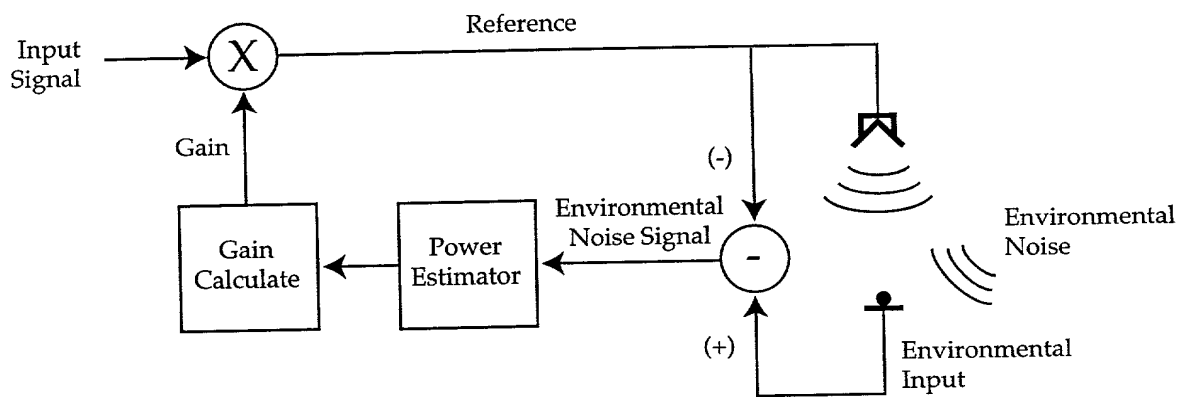 Reference
Input
Signal
X
Gain
(-)
Environmental
Noise Signal
Environmental
Noise
Gain
Calculate
Power
Estimator
-
(+)
Environmental
Input